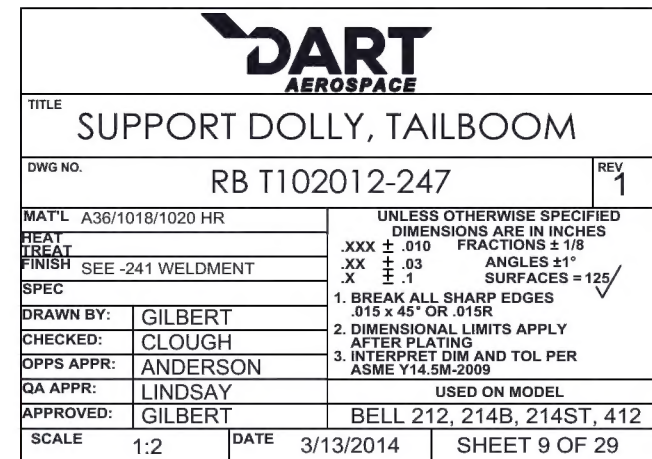 DART
AEROSPACE
TITLE
SUPPORT DOLLY, TAILBOOM
DWG NO.
RB T102012-247
REV
1
MAT'L A36/1018/1020 HR
HEAT
TREAT
FINISH SEE -241 WELDMENT
SPEC
DRAWN BY: GILBERT
CHECKED: CLOUGH
OPPS APPR: ANDERSON
QA APPR: LINDSAY
APPROVED: GILBERT
UNLESS OTHERWISE SPECIFIED
DIMENSIONS ARE IN INCHES
.XXX ± .010 FRACTIONS ± 1/8
.XX ± .03 ANGLES ±1°
.X ± .1 SURFACES = 125
1. BREAK ALL SHARP EDGES
.015 x 45° OR .015R
2. DIMENSIONAL LIMITS APPLY
AFTER PLATING
3. INTERPRET DIM AND TOL PER
ASME Y14.5M-2009
USED ON MODEL
BELL 212, 214B, 214ST, 412
SCALE 1:2 DATE 3/13/2014 SHEET 9 OF 29